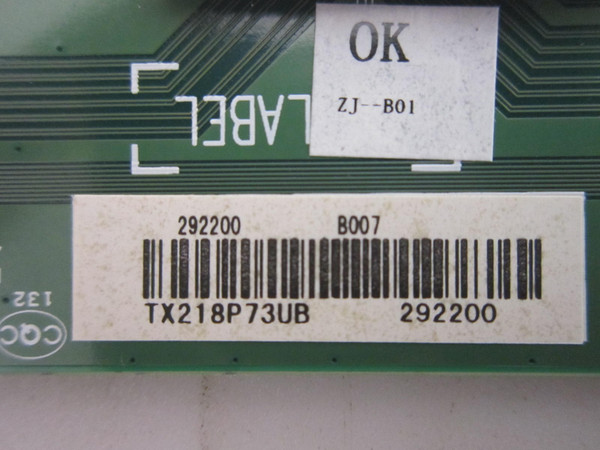 OK
ZJ--B01
LABEL
292200 B007
TX218P73UB 292200
132
CQC